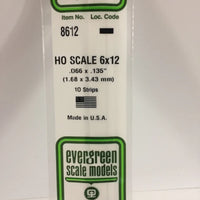 Item No. Loc. Code
8612
HO SCALE 6x12
.066 x .135"
(1.68 x 3.43 mm)
10 Strips
Made in U.S.A.
evergreen
scale models